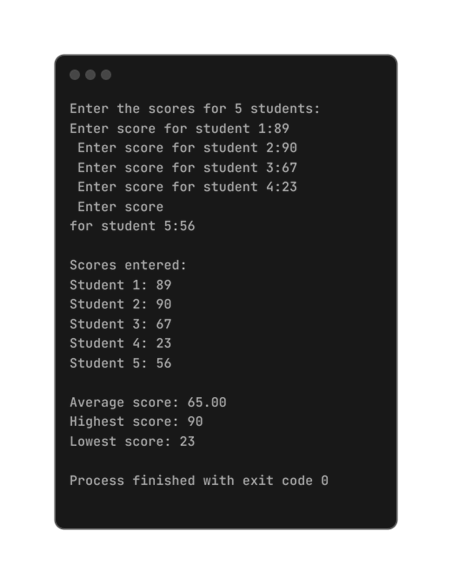 Enter the scores for 5 students:
Enter score for student 1:89
Enter score for student 2:90
Enter score for student 3:67
Enter score for student 4:23
Enter score
for student 5:56
Scores entered:
Student 1: 89
Student 2: 90
Student 3: 67
Student 4: 23
Student 5: 56
Average score: 65.00
Highest score: 90
Lowest score: 23
Process finished with exit code 0